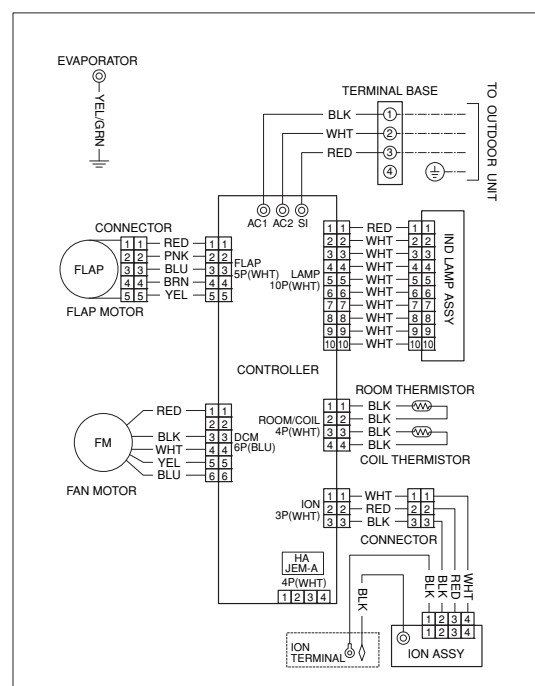 EVAPORATOR
YEL/GRN
TERMINAL BASE
BLK 1
WHT 2
RED 3
4
TO OUTDOOR UNIT
AC1 AC2 SI
CONNECTOR
FLAP
FLAP MOTOR
1 1 RED 1 1
2 2 PNK 2 2
3 3 BLU 3 3
4 4 BRN 4 4
5 5 YEL 5 5
FLAP
5P(WHT)
LAMP
10P(WHT)
1 1 RED 1 1
2 2 WHT 2 2
3 3 WHT 3 3
4 4 WHT 4 4
5 5 WHT 5 5
6 6 WHT 6 6
7 7 WHT 7 7
8 8 WHT 8 8
9 9 WHT 9 9
10 10 WHT 10 10
IND LAMP ASSY
CONTROLLER
FM
FAN MOTOR
RED 1 1
2 2
BLK 3 3
WHT 4 4
YEL 5 5
BLU 6 6
DCM
6P(BLU)
ROOM/COIL
4P(WHT)
ROOM THERMISTOR
1 1 BLK
2 2 BLK
3 3 BLK
4 4 BLK
COIL THERMISTOR
ION
3P(WHT)
1 1 WHT 1 1
2 2 RED 2 2
3 3 BLK 3 3
CONNECTOR
HA
JEM-A
4P(WHT)
1 2 3 4
BLK
BLK BLK RED WHT
1 2 3 4
1 2 3 4
ION
TERMINAL
ION ASSY